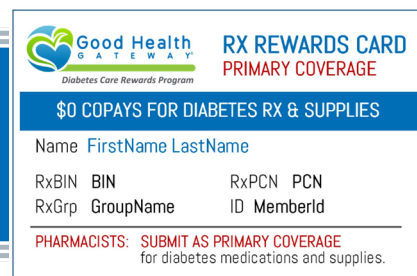 Good Health
GATEWAY®
Diabetes Care Rewards Program
RX REWARDS CARD
PRIMARY COVERAGE
$0 COPAYS FOR DIABETES RX & SUPPLIES
Name FirstName LastName
RxBIN BIN RxPCN PCN
RxGrp GroupName ID MemberId
PHARMACISTS: SUBMIT AS PRIMARY COVERAGE
for diabetes medications and supplies.